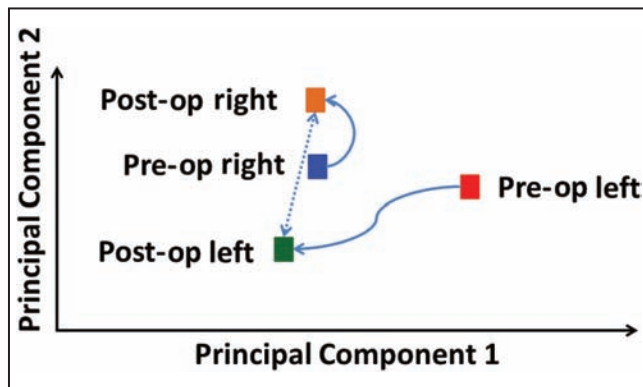 Principal Component 2
Post-op right
Pre-op right
Pre-op left
Post-op left
Principal Component 1